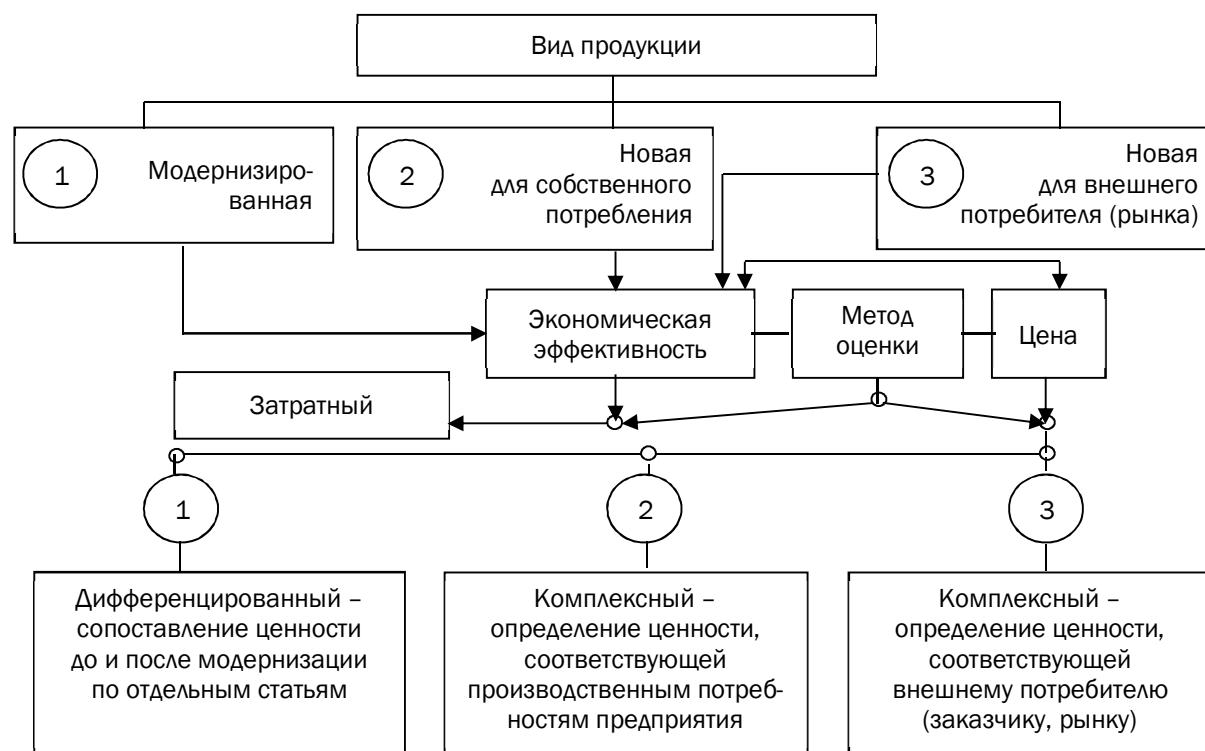 Вид продукции
1
Модернизиро-
ванная
2
Новая
для собственного
потребления
3
Новая
для внешнего
потребителя (рынка)
Экономическая
эффективность
Метод
оценки
Цена
Затратный
1
2
3
Дифференцированный –
сопоставление ценности
до и после модернизации
по отдельным статьям
Комплексный –
определение ценности,
соответствующей
производственным потреб-
ностям предприятия
Комплексный –
определение ценности,
соответствующей
внешнему потребителю
(заказчику, рынку)